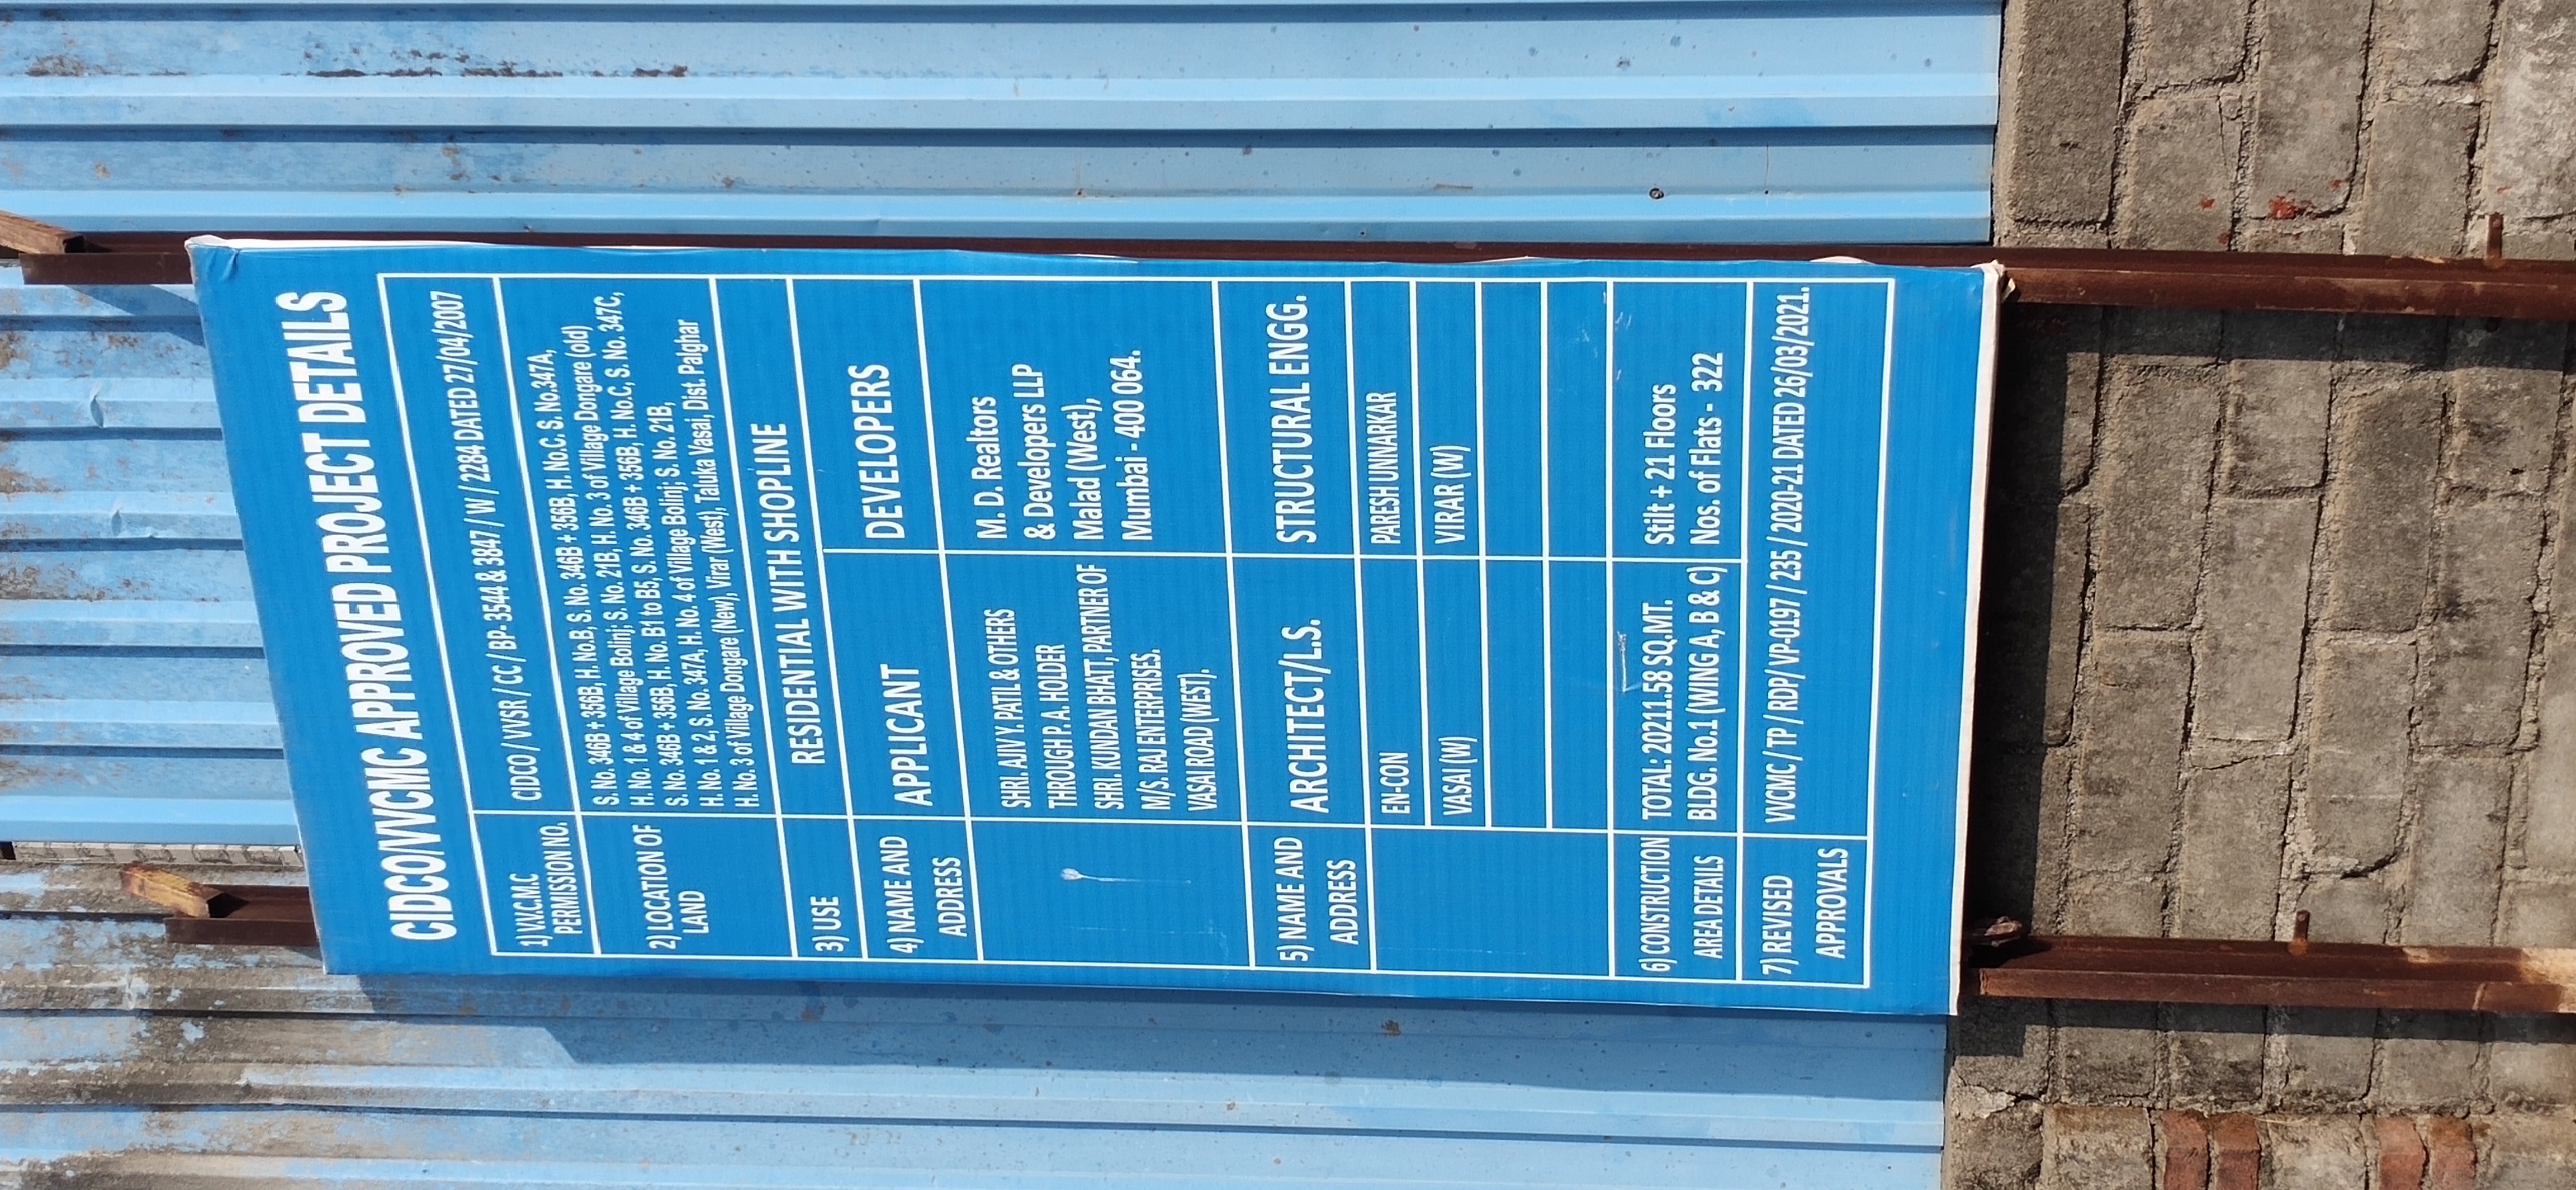 CIDCO/VVCMC APPROVED PROJECT DETAILS
1) V.V.C.M.C PERMISSION NO.
CIDCO / VVSR / CC / BP-3544 & 3847 / W / 2284 DATED 27/04/2007
2) LOCATION OF LAND
S. No. 346B + 356B, H. No.B, S. No. 346B + 356B, H. No.C, S. No.347A,
H. No. 1 & 4 of Village Bolinj; S. No. 21B, H. No. 3 of Village Dongare (old)
S. No. 346B + 356B, H. No. B1 to B5, S. No. 346B + 356B, H. No.C, S. No. 347C,
H. No. 1 & 2, S. No. 347A, H. No. 4 of Village Bolinj; S. No. 21B,
H. No. 3 of Village Dongare (New), Virar (West), Taluka Vasai, Dist. Palghar
3) USE
RESIDENTIAL WITH SHOPLINE
4) NAME AND ADDRESS
APPLICANT
DEVELOPERS
SHRI. AJIV Y. PATIL & OTHERS
THROUGH P. A. HOLDER
SHRI. KUNDAN BHATT, PARTNER OF
M/S. RAJ ENTERPRISES.
VASAI ROAD (WEST).
M. D. Realtors
& Developers LLP
Malad (West),
Mumbai - 400 064.
5) NAME AND ADDRESS
ARCHITECT/L.S.
STRUCTURAL ENGG.
EN-CON
PARESH UNNARKAR
VASAI (W)
VIRAR (W)
6) CONSTRUCTION AREA DETAILS
TOTAL: 20211.58 SQ.MT.
BLDG. No.1 (WING A, B & C)
Stilt + 21 Floors
Nos. of Flats - 322
7) REVISED APPROVALS
VVCMC / TP / RDP / VP-0197 / 235 / 2020-21 DATED 26/03/2021.